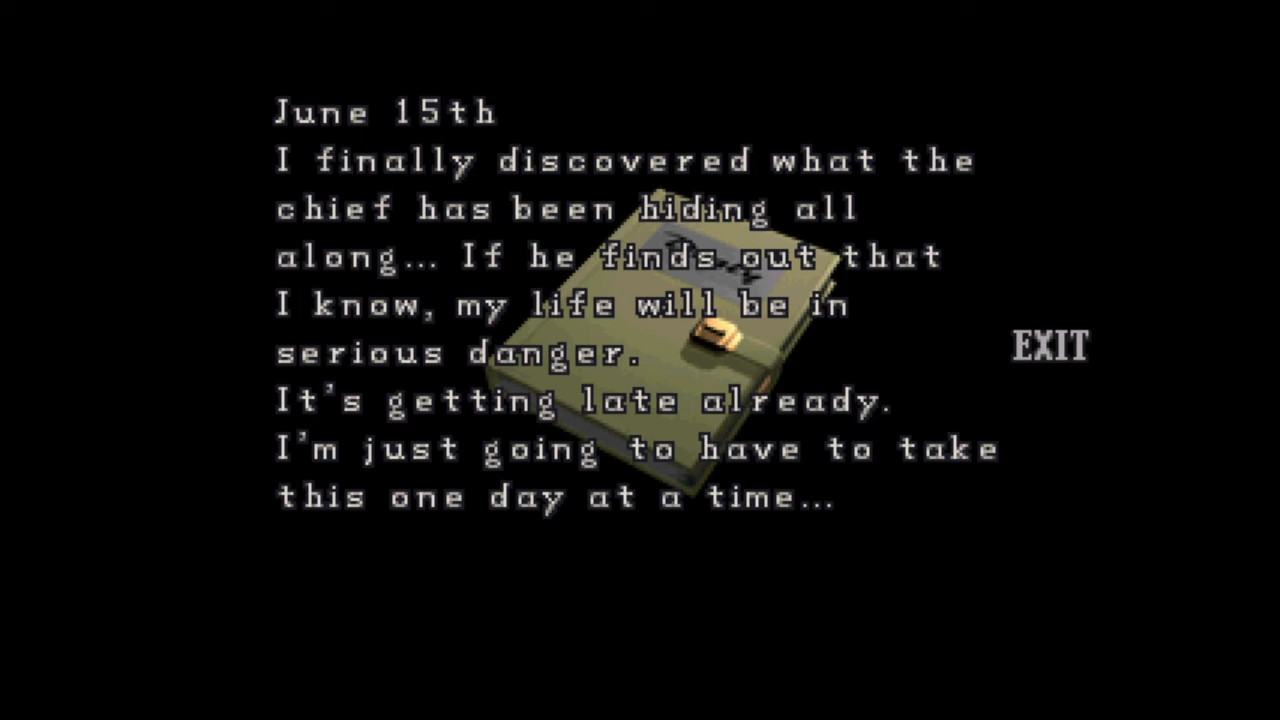 June 15th
I finally discovered what the
chief has been hiding all
along... If he finds out that
I know, my life will be in
serious danger.
It's getting late already.
I'm just going to have to take
this one day at a time...
EXIT
Diary